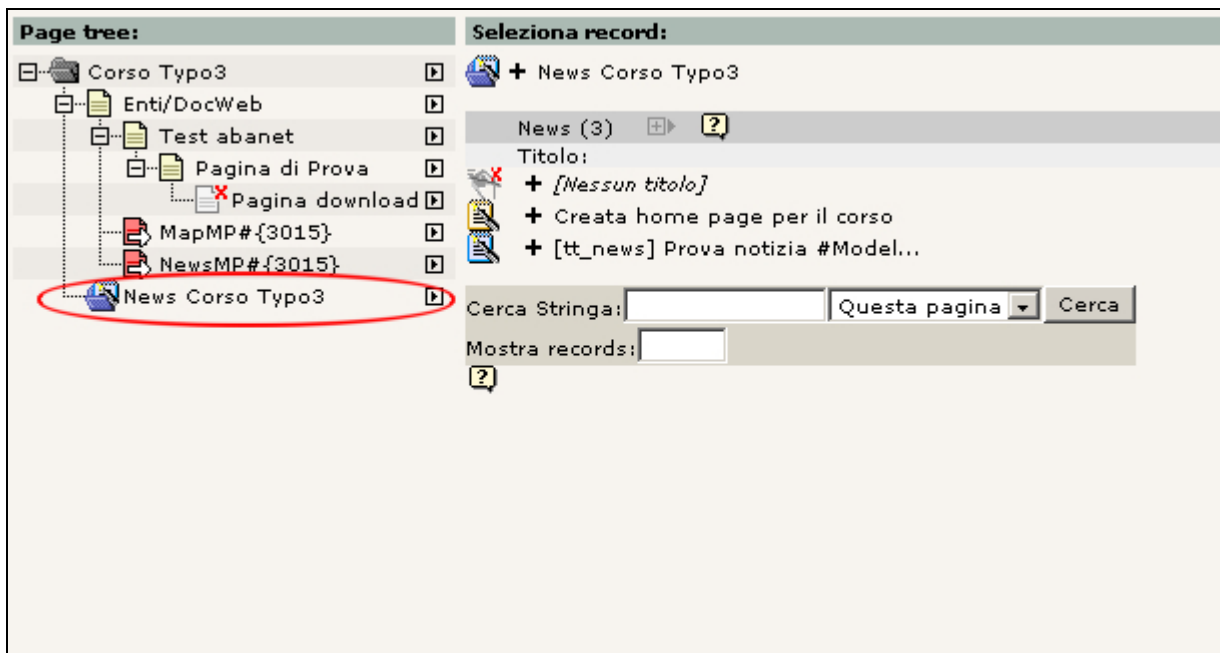 Page tree:
Corso Typo3
Enti/DocWeb
Test abanet
Pagina di Prova
Pagina download
MapMP#{3015}
NewsMP#{3015}
News Corso Typo3
Seleziona record:
+ News Corso Typo3
News (3) ?
Titolo:
+ [Nessun titolo]
+ Creata home page per il corso
+ [tt_news] Prova notizia #Model...
Cerca Stringa: Questa pagina Cerca
Mostra records:
?